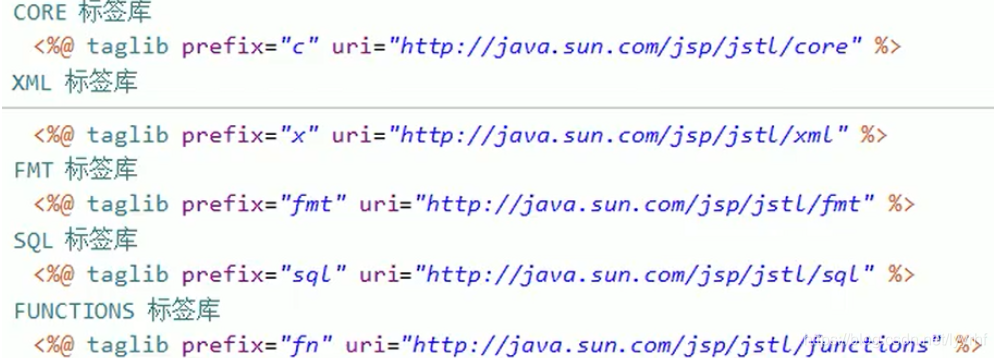 CORE 标签库
<%@ taglib prefix="c" uri="http://java.sun.com/jsp/jstl/core" %>
XML 标签库
<%@ taglib prefix="x" uri="http://java.sun.com/jsp/jstl/xml" %>
FMT 标签库
<%@ taglib prefix="fmt" uri="http://java.sun.com/jsp/jstl/fmt" %>
SQL 标签库
<%@ taglib prefix="sql" uri="http://java.sun.com/jsp/jstl/sql" %>
FUNCTIONS 标签库
<%@ taglib prefix="fn" uri="http://java.sun.com/jsp/jstl/functions" %>